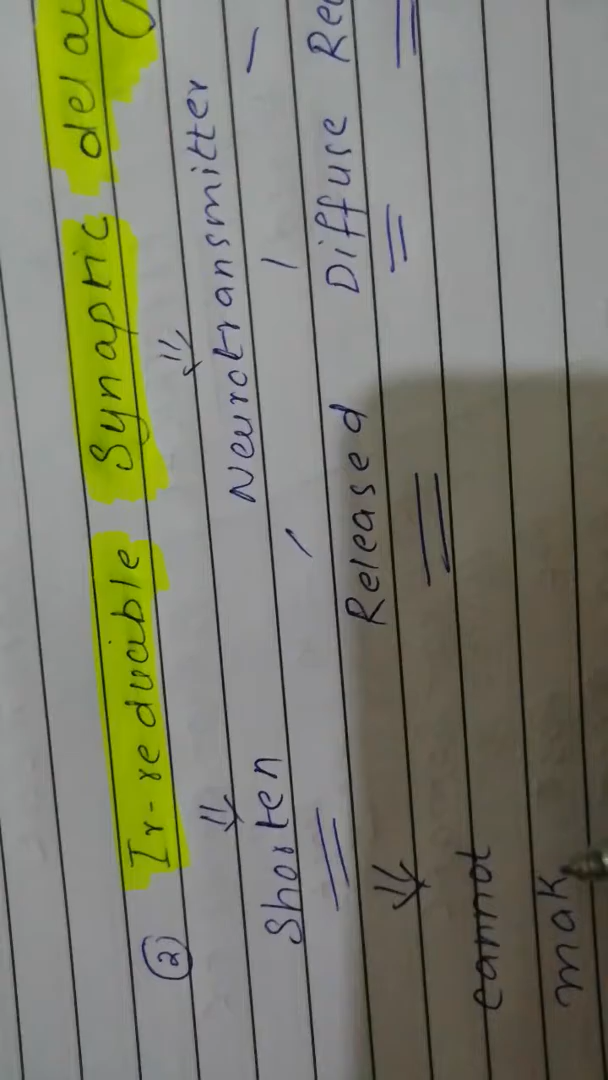 ② Ir-reducible Synaptic delay
Shorten Neurotransmitter
Released Diffuse
cannot
mak